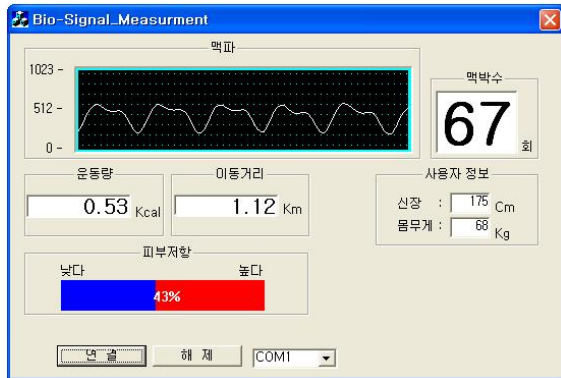 Bio-Signal_Measurment
맥파
1023 -
512 -
0 -
맥박수
67 회
운동량
0.53 Kcal
이동거리
1.12 Km
사용자 정보
신장 : 175 Cm
몸무게 : 68 Kg
피부저항
낮다 높다
43%
연 결 해 제 COM1